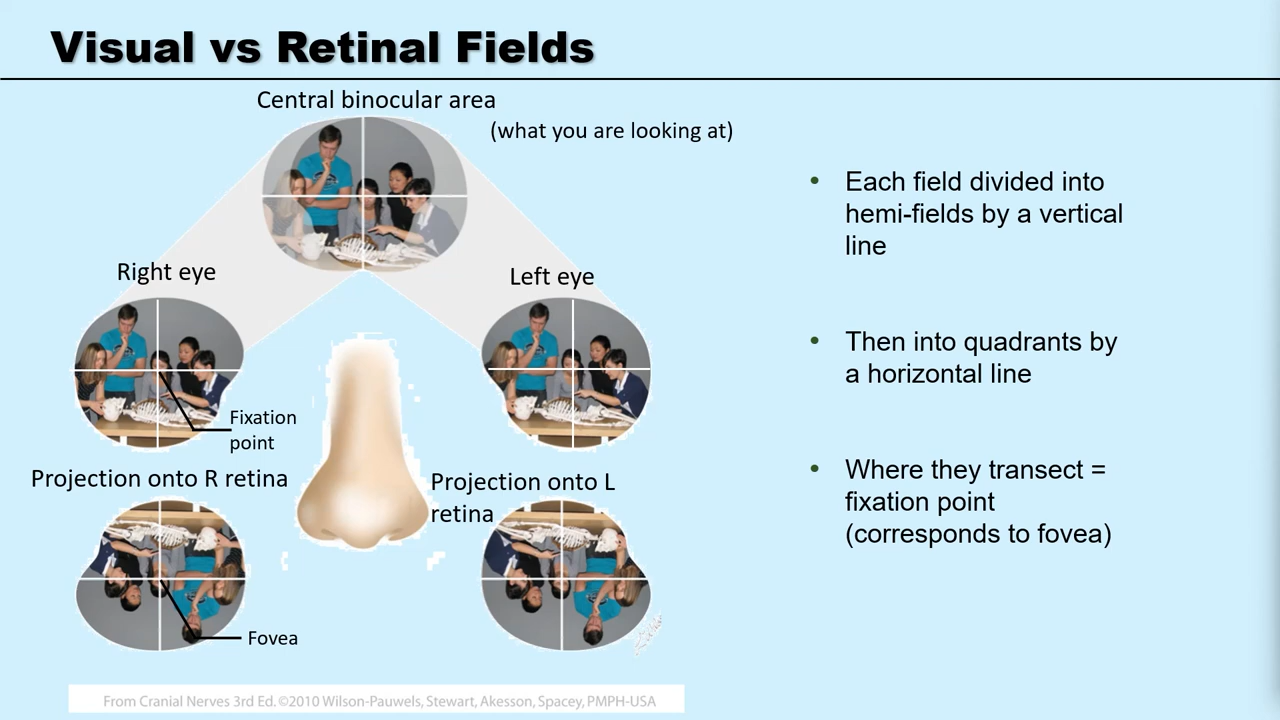 Visual vs Retinal Fields
Central binocular area
(what you are looking at)
Right eye
Left eye
Fixation
point
Projection onto R retina
Projection onto L
retina
Fovea
• Each field divided into
hemi-fields by a vertical
line
• Then into quadrants by
a horizontal line
• Where they transect =
fixation point
(corresponds to fovea)
From Cranial Nerves 3rd Ed. ©2010 Wilson-Pauwels, Stewart, Akesson, Spacey, PMPH-USA